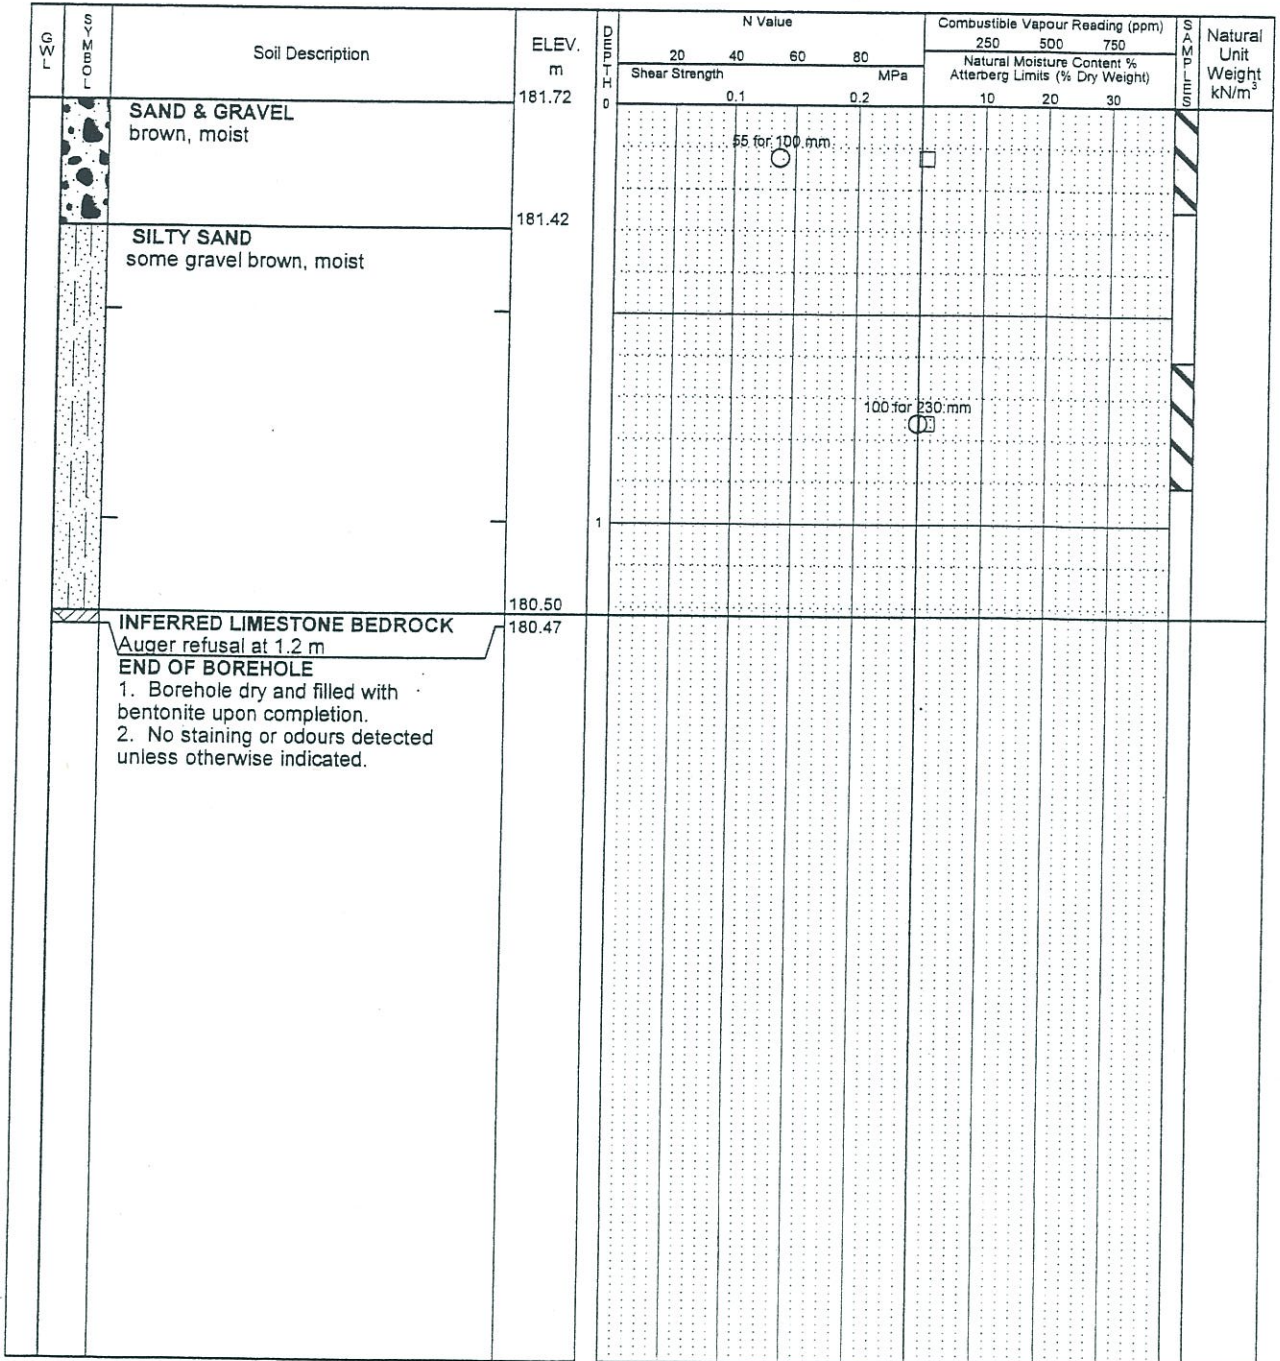 GWL
SYMBOL
Soil Description
ELEV.
m
DEPTH
N Value
20 40 60 80
Shear Strength MPa
0.1 0.2
Combustible Vapour Reading (ppm)
250 500 750
Natural Moisture Content %
Atterberg Limits (% Dry Weight)
10 20 30
SAMPLES
Natural
Unit
Weight
kN/m³
181.72
0
SAND & GRAVEL
brown, moist
55 for 100 mm
181.42
SILTY SAND
some gravel brown, moist
100 for 230 mm
1
180.50
INFERRED LIMESTONE BEDROCK
180.47
Auger refusal at 1.2 m
END OF BOREHOLE
1. Borehole dry and filled with
bentonite upon completion.
2. No staining or odours detected
unless otherwise indicated.